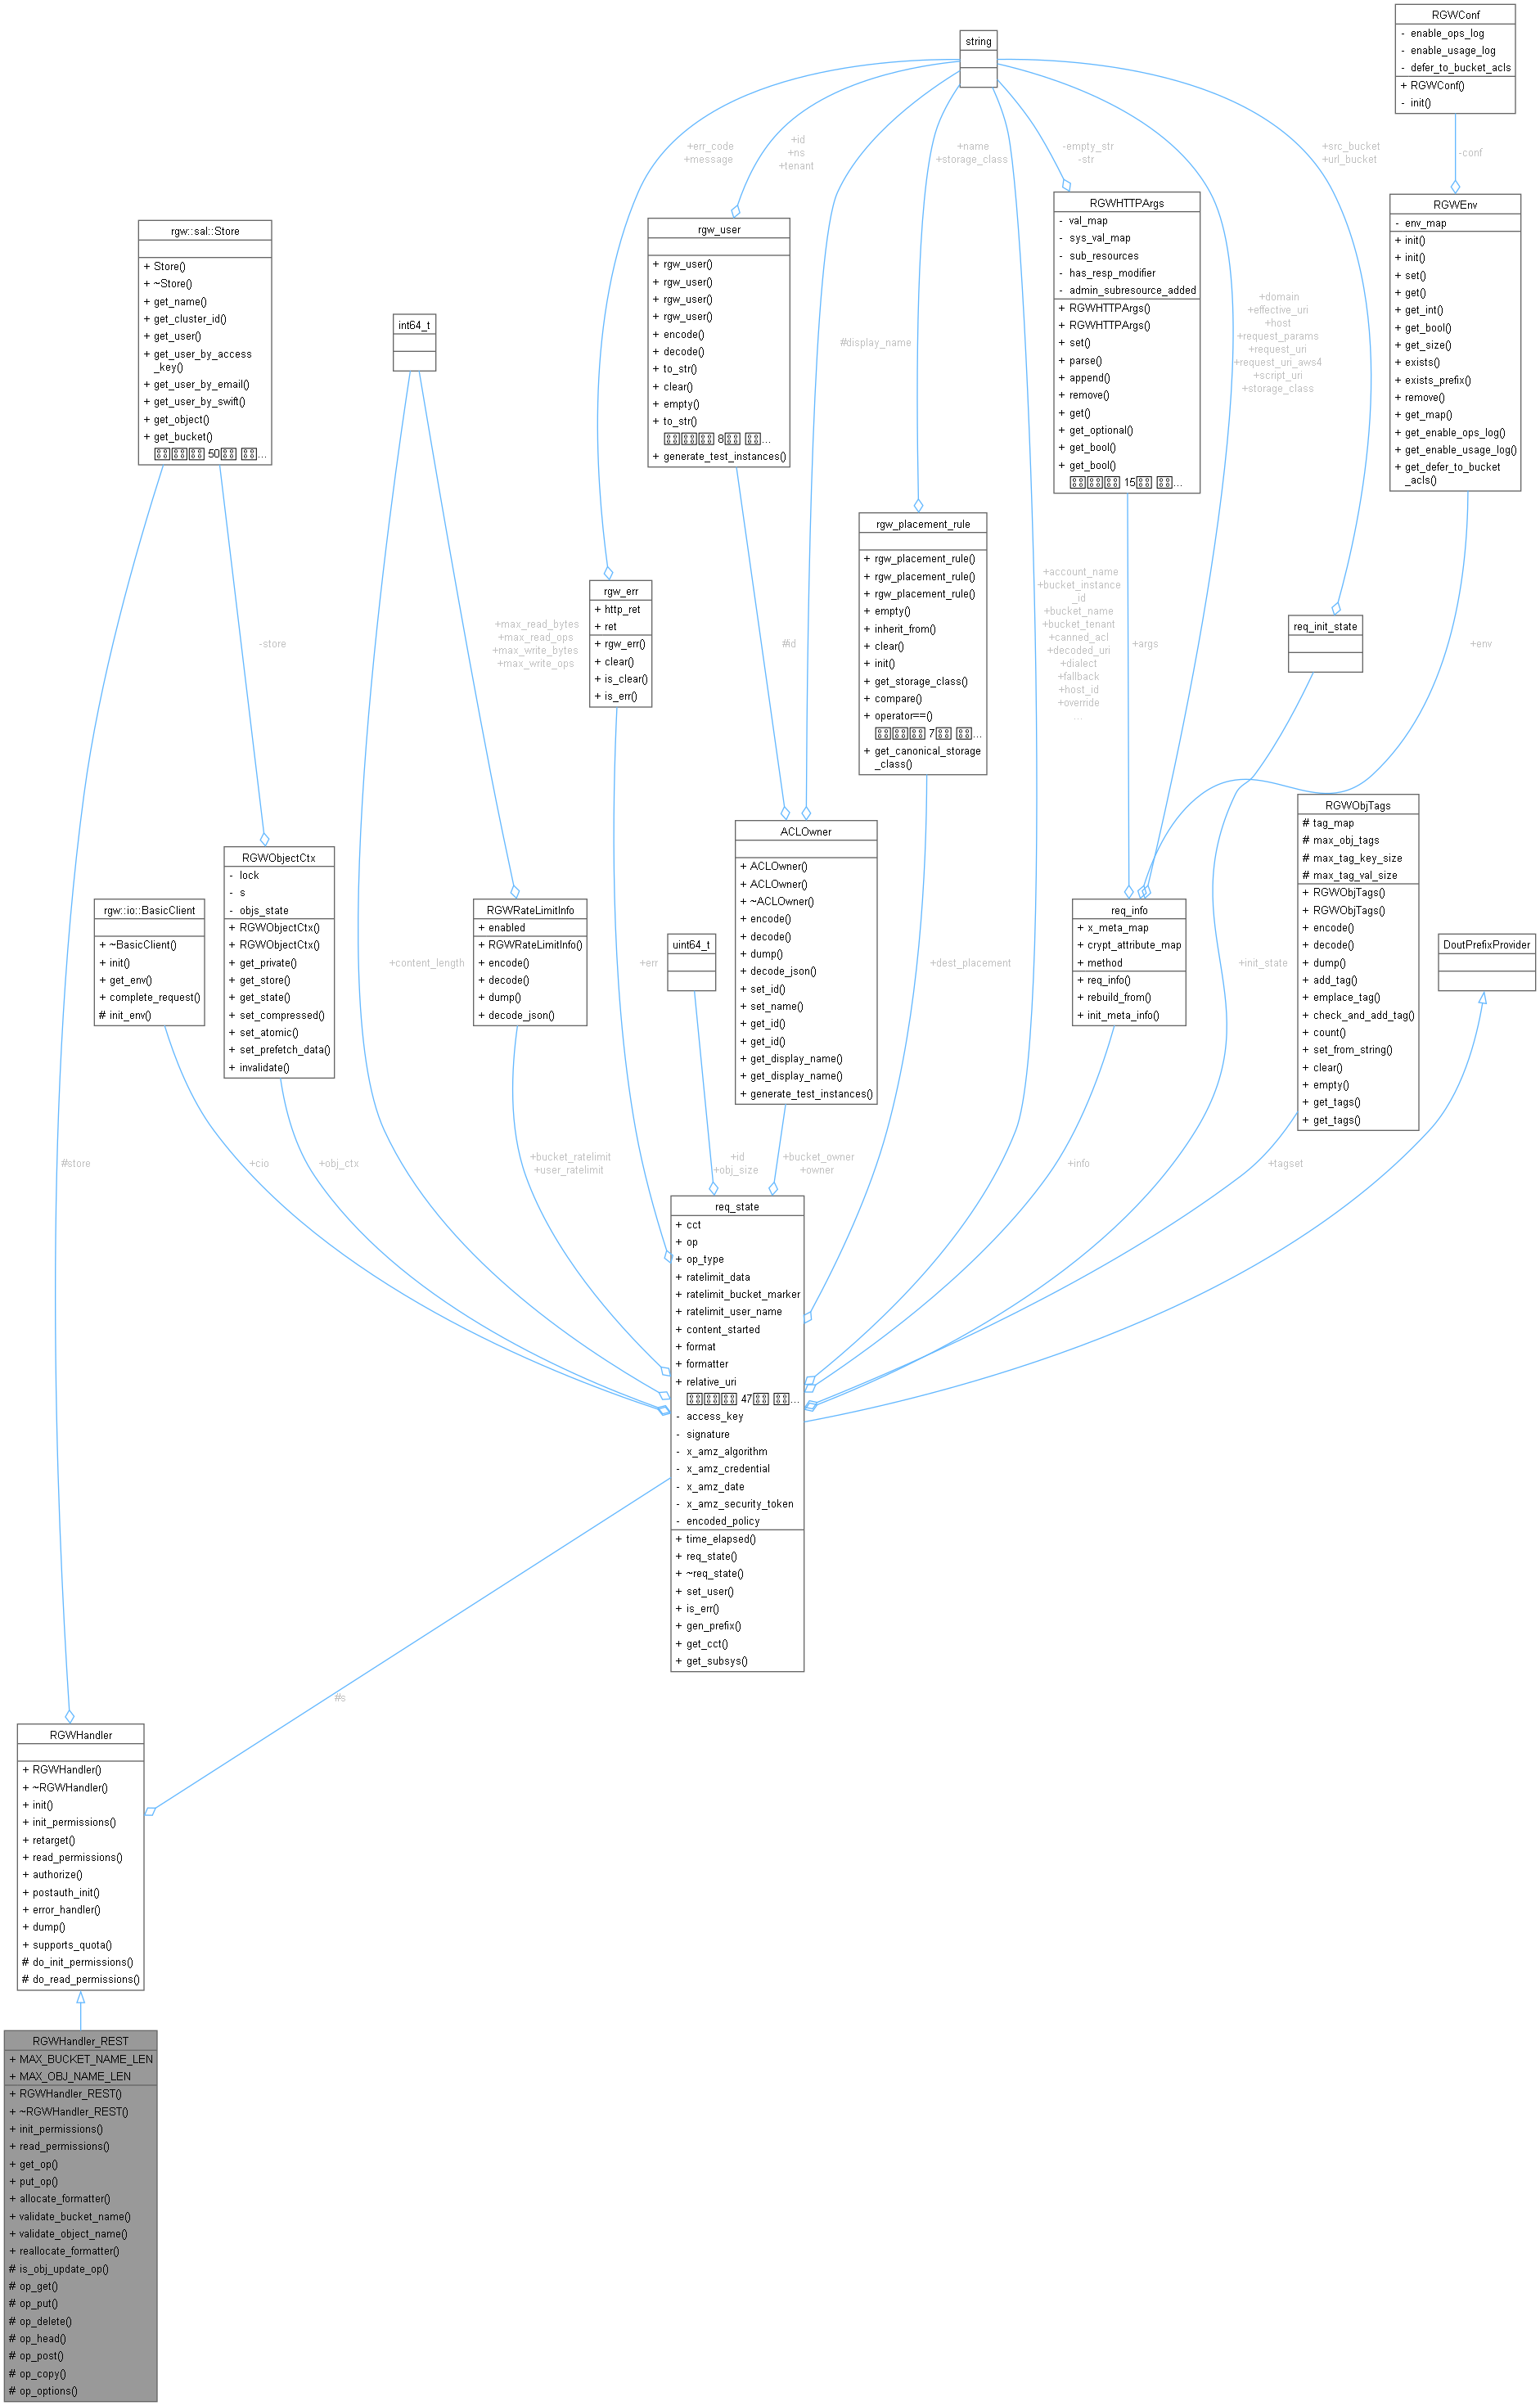 RGWConf
- enable_ops_log
- enable_usage_log
- defer_to_bucket_acls
+ RGWConf()
- init()
string
+err_code
+message
+id
+ns
+tenant
+name
+storage_class
-empty_str
-str
+src_bucket
+url_bucket
-conf
rgw::sal::Store
+ Store()
+ ~Store()
+ get_name()
+ get_cluster_id()
+ get_user()
+ get_user_by_access
_key()
+ get_user_by_email()
+ get_user_by_swift()
+ get_object()
+ get_bucket()
50
...
int64_t
rgw_user
+ rgw_user()
+ rgw_user()
+ rgw_user()
+ rgw_user()
+ encode()
+ decode()
+ to_str()
+ clear()
+ empty()
+ to_str()
8
...
+ generate_test_instances()
#display_name
RGWHTTPArgs
- val_map
- sys_val_map
- sub_resources
- has_resp_modifier
- admin_subresource_added
+ RGWHTTPArgs()
+ RGWHTTPArgs()
+ set()
+ parse()
+ append()
+ remove()
+ get()
+ get_optional()
+ get_bool()
+ get_bool()
15
...
+domain
+effective_uri
+host
+request_params
+request_uri
+request_uri_aws4
+script_uri
+storage_class
RGWEnv
- env_map
+ init()
+ init()
+ set()
+ get()
+ get_int()
+ get_bool()
+ get_size()
+ exists()
+ exists_prefix()
+ remove()
+ get_map()
+ get_enable_ops_log()
+ get_enable_usage_log()
+ get_defer_to_bucket
_acls()
-store
+max_read_bytes
+max_read_ops
+max_write_bytes
+max_write_ops
rgw_err
+ http_ret
+ ret
+ rgw_err()
+ clear()
+ is_clear()
+ is_err()
#id
rgw_placement_rule
+ rgw_placement_rule()
+ rgw_placement_rule()
+ rgw_placement_rule()
+ empty()
+ inherit_from()
+ clear()
+ init()
+ get_storage_class()
+ compare()
+ operator==()
7
...
+ get_canonical_storage
_class()
+account_name
+bucket_instance
_id
+bucket_name
+bucket_tenant
+canned_acl
+decoded_uri
+dialect
+fallback
+host_id
+override
...
+args
req_init_state
+env
rgw::io::BasicClient
+ ~BasicClient()
+ init()
+ get_env()
+ complete_request()
# init_env()
RGWObjectCtx
- lock
- s
- objs_state
+ RGWObjectCtx()
+ RGWObjectCtx()
+ get_private()
+ get_store()
+ get_state()
+ set_compressed()
+ set_atomic()
+ set_prefetch_data()
+ invalidate()
+content_length
RGWRateLimitInfo
+ enabled
+ RGWRateLimitInfo()
+ encode()
+ decode()
+ dump()
+ decode_json()
+err
uint64_t
ACLOwner
+ ACLOwner()
+ ACLOwner()
+ ~ACLOwner()
+ encode()
+ decode()
+ dump()
+ decode_json()
+ set_id()
+ set_name()
+ get_id()
+ get_id()
+ get_display_name()
+ get_display_name()
+ generate_test_instances()
+dest_placement
req_info
+ x_meta_map
+ crypt_attribute_map
+ method
+ req_info()
+ rebuild_from()
+ init_meta_info()
+init_state
RGWObjTags
# tag_map
# max_obj_tags
# max_tag_key_size
# max_tag_val_size
+ RGWObjTags()
+ RGWObjTags()
+ encode()
+ decode()
+ dump()
+ add_tag()
+ emplace_tag()
+ check_and_add_tag()
+ count()
+ set_from_string()
+ clear()
+ empty()
+ get_tags()
+ get_tags()
DoutPrefixProvider
#store
+cio
+obj_ctx
+bucket_ratelimit
+user_ratelimit
+id
+obj_size
+bucket_owner
+owner
+info
+tagset
req_state
+ cct
+ op
+ op_type
+ ratelimit_data
+ ratelimit_bucket_marker
+ ratelimit_user_name
+ content_started
+ format
+ formatter
+ relative_uri
47
...
- access_key
- signature
- x_amz_algorithm
- x_amz_credential
- x_amz_date
- x_amz_security_token
- encoded_policy
+ time_elapsed()
+ req_state()
+ ~req_state()
+ set_user()
+ is_err()
+ gen_prefix()
+ get_cct()
+ get_subsys()
#s
RGWHandler
+ RGWHandler()
+ ~RGWHandler()
+ init()
+ init_permissions()
+ retarget()
+ read_permissions()
+ authorize()
+ postauth_init()
+ error_handler()
+ dump()
+ supports_quota()
# do_init_permissions()
# do_read_permissions()
RGWHandler_REST
+ MAX_BUCKET_NAME_LEN
+ MAX_OBJ_NAME_LEN
+ RGWHandler_REST()
+ ~RGWHandler_REST()
+ init_permissions()
+ read_permissions()
+ get_op()
+ put_op()
+ allocate_formatter()
+ validate_bucket_name()
+ validate_object_name()
+ reallocate_formatter()
# is_obj_update_op()
# op_get()
# op_put()
# op_delete()
# op_head()
# op_post()
# op_copy()
# op_options()